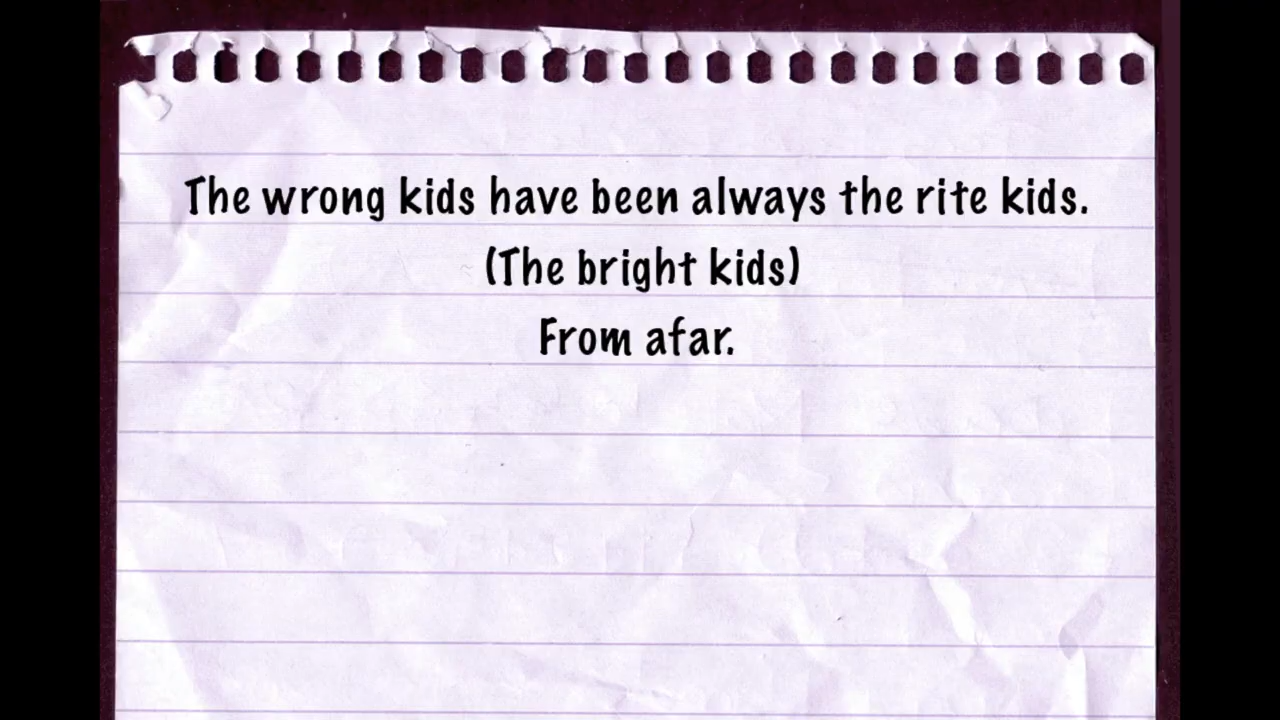 The wrong kids have been always the rite kids.
(The bright kids)
From afar.